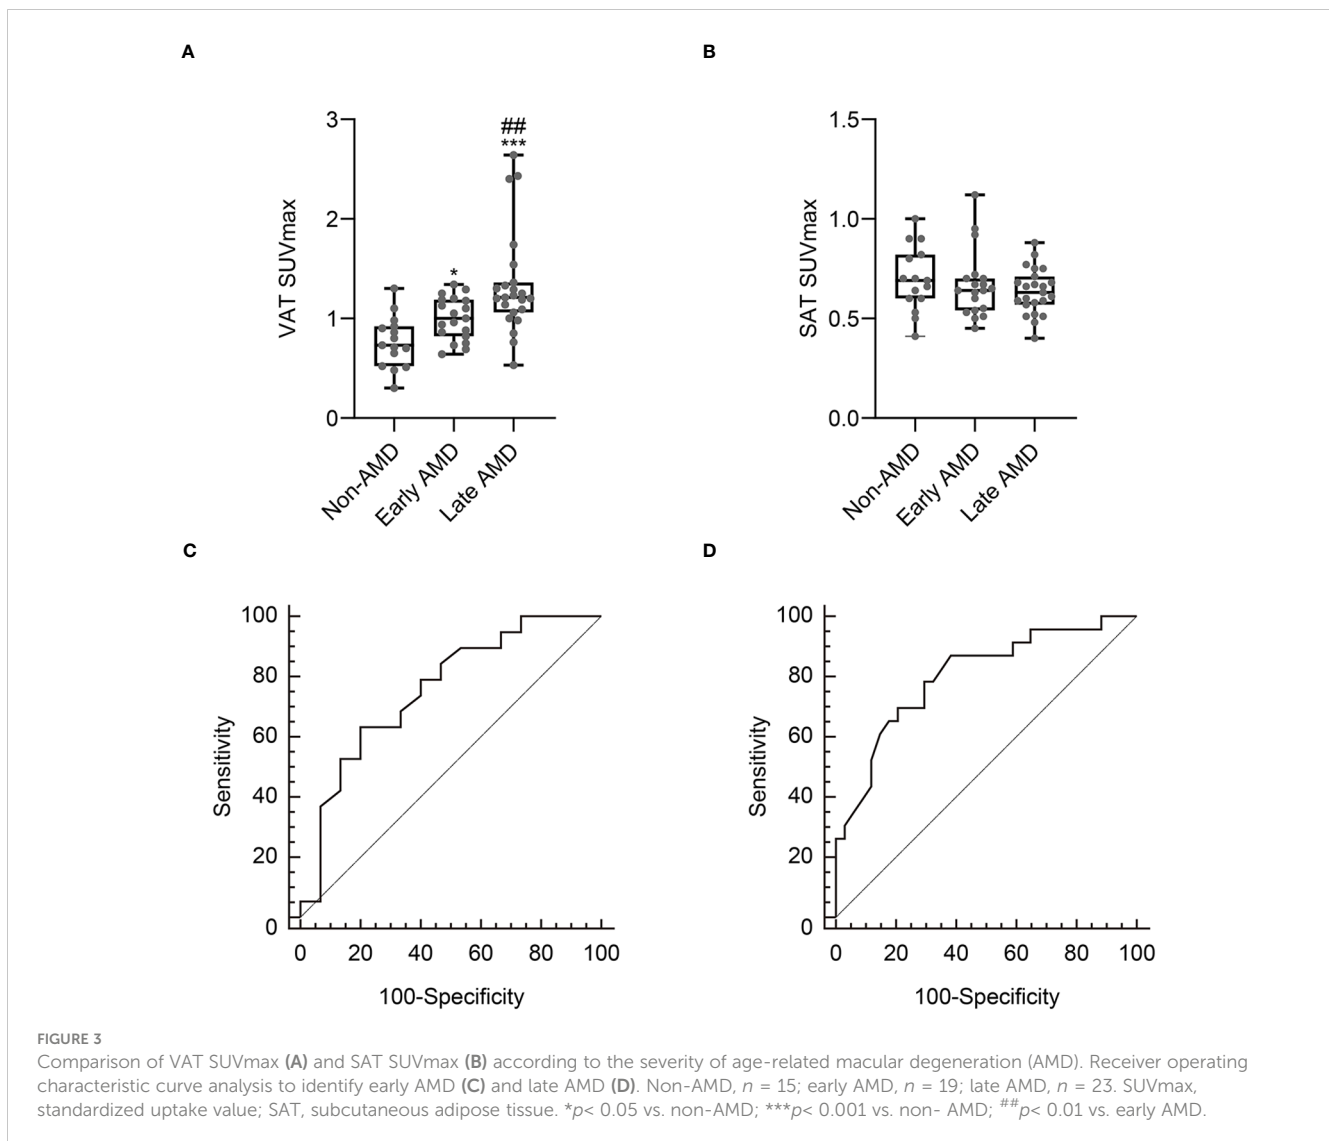 A
B
3
2
1
0
VAT SUVmax
*
##
***
Non-AMD
Early AMD
Late AMD
1.5
1.0
0.5
0.0
SAT SUVmax
Non-AMD
Early AMD
Late AMD
C
D
100
80
60
40
20
0
Sensitivity
0 20 40 60 80 100
100-Specificity
100
80
60
40
20
0
Sensitivity
0 20 40 60 80 100
100-Specificity
FIGURE 3
Comparison of VAT SUVmax (A) and SAT SUVmax (B) according to the severity of age-related macular degeneration (AMD). Receiver operating
characteristic curve analysis to identify early AMD (C) and late AMD (D). Non-AMD, n = 15; early AMD, n = 19; late AMD, n = 23. SUVmax,
standardized uptake value; SAT, subcutaneous adipose tissue. *p< 0.05 vs. non-AMD; ***p< 0.001 vs. non- AMD; ##p< 0.01 vs. early AMD.